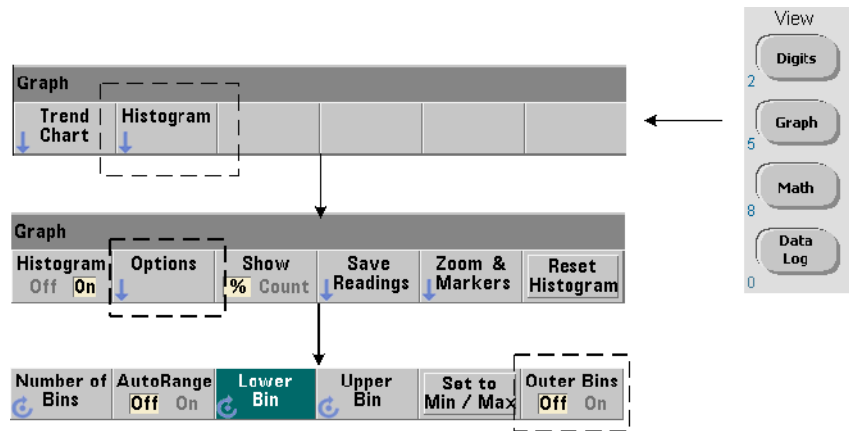 View
Digits
2
Graph
5
Math
8
Data
Log
0
Graph
Trend
Chart
Histogram
Graph
Histogram
Off On
Options
Show
% Count
Save
Readings
Zoom &
Markers
Reset
Histogram
Number of
Bins
AutoRange
Off On
Lower
Bin
Upper
Bin
Set to
Min / Max
Outer Bins
Off On